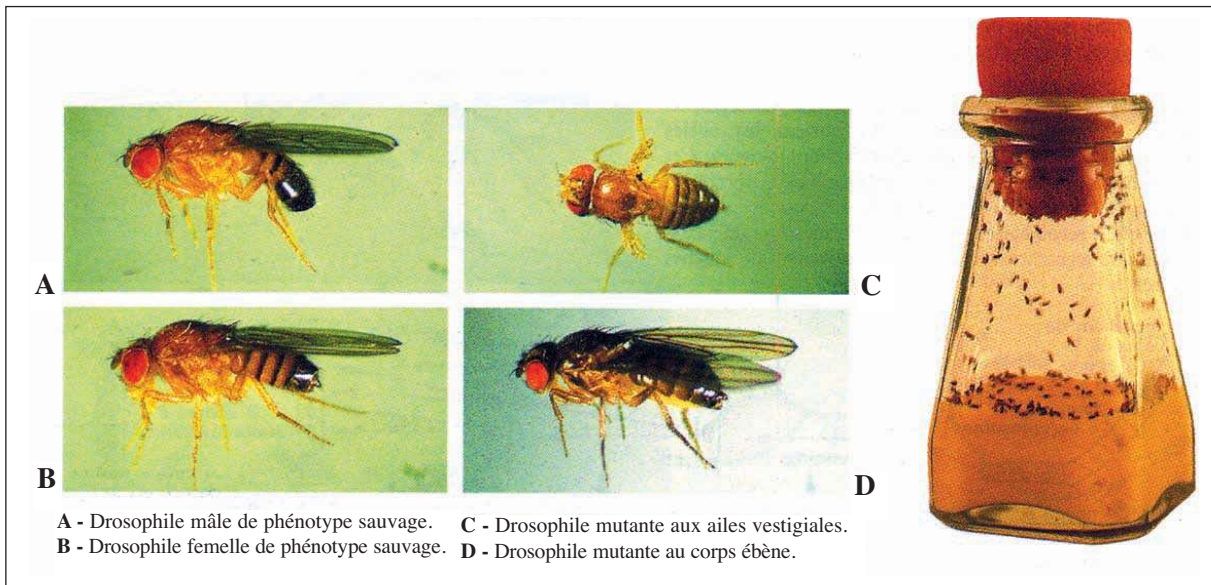 A
C
B
D
A - Drosophile mâle de phénotype sauvage.
B - Drosophile femelle de phénotype sauvage.
C - Drosophile mutante aux ailes vestigiales.
D - Drosophile mutante au corps ébène.